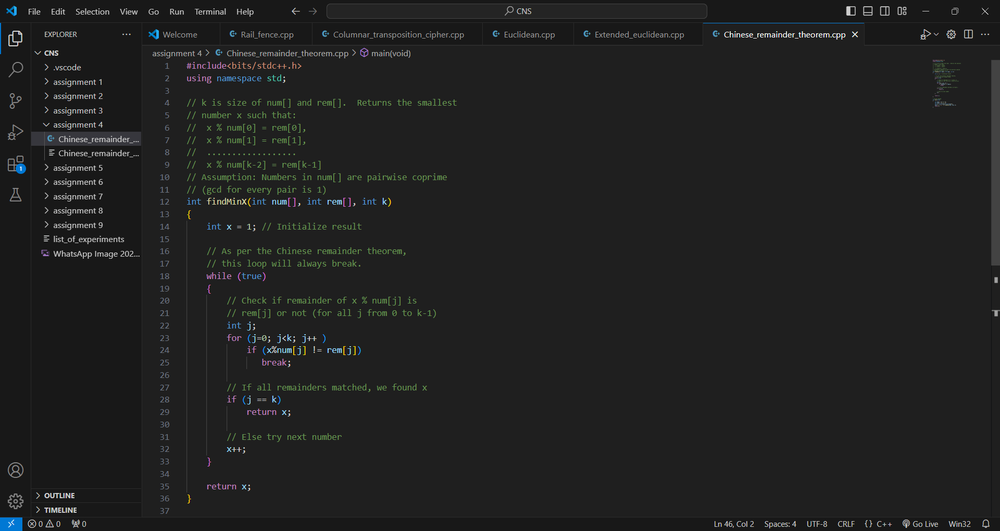 File Edit Selection View Go Run Terminal Help
CNS
EXPLORER
Welcome
Rail_fence.cpp
Columnar_transposition_cipher.cpp
Euclidean.cpp
Extended_euclidean.cpp
Chinese_remainder_theorem.cpp
CNS
.vscode
assignment 1
assignment 2
assignment 3
assignment 4
Chinese_remainder_...
Chinese_remainder_...
assignment 5
assignment 6
assignment 7
assignment 8
assignment 9
list_of_experiments
WhatsApp Image 202...
OUTLINE
TIMELINE
1
assignment 4 > Chinese_remainder_theorem.cpp > main(void)
1 #include<bits/stdc++.h>
2 using namespace std;
3
4 // k is size of num[] and rem[].  Returns the smallest
5 // number x such that:
6 //  x % num[0] = rem[0],
7 //  x % num[1] = rem[1],
8 //  ..................
9 //  x % num[k-2] = rem[k-1]
10 // Assumption: Numbers in num[] are pairwise coprime
11 // (gcd for every pair is 1)
12 int findMinX(int num[], int rem[], int k)
13 {
14     int x = 1; // Initialize result
15
16     // As per the Chinese remainder theorem,
17     // this loop will always break.
18     while (true)
19     {
20         // Check if remainder of x % num[j] is
21         // rem[j] or not (for all j from 0 to k-1)
22         int j;
23         for (j=0; j<k; j++ )
24             if (x%num[j] != rem[j])
25                break;
26
27         // If all remainders matched, we found x
28         if (j == k)
29             return x;
30
31         // Else try next number
32         x++;
33     }
34
35     return x;
36 }
37
0 0 0
Ln 46, Col 2 Spaces: 4 UTF-8 CRLF {} C++ Go Live Win32